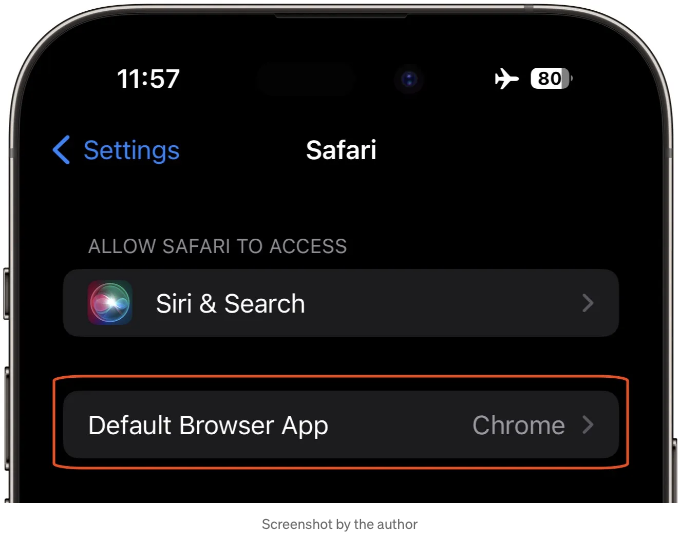 11:57
80
Settings
Safari
ALLOW SAFARI TO ACCESS
Siri & Search
Default Browser App
Chrome
Screenshot by the author